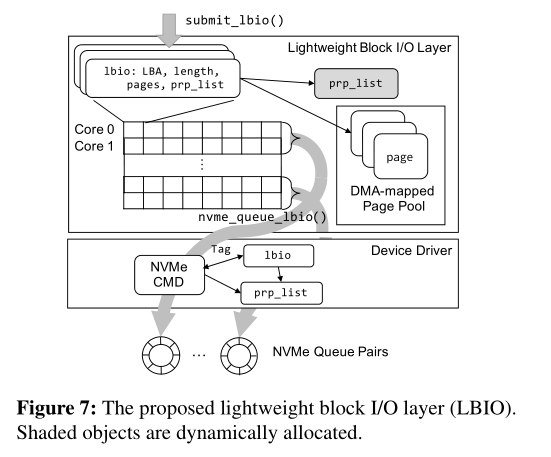 submit_lbio()
Lightweight Block I/O Layer
lbio: LBA, length,
pages, prp_list
prp_list
Core 0
Core 1
⋮
page
DMA-mapped
Page Pool
nvme_queue_lbio()
Device Driver
Tag
lbio
NVMe
CMD
prp_list
...
NVMe Queue Pairs
Figure 7: The proposed lightweight block I/O layer (LBIO).
Shaded objects are dynamically allocated.